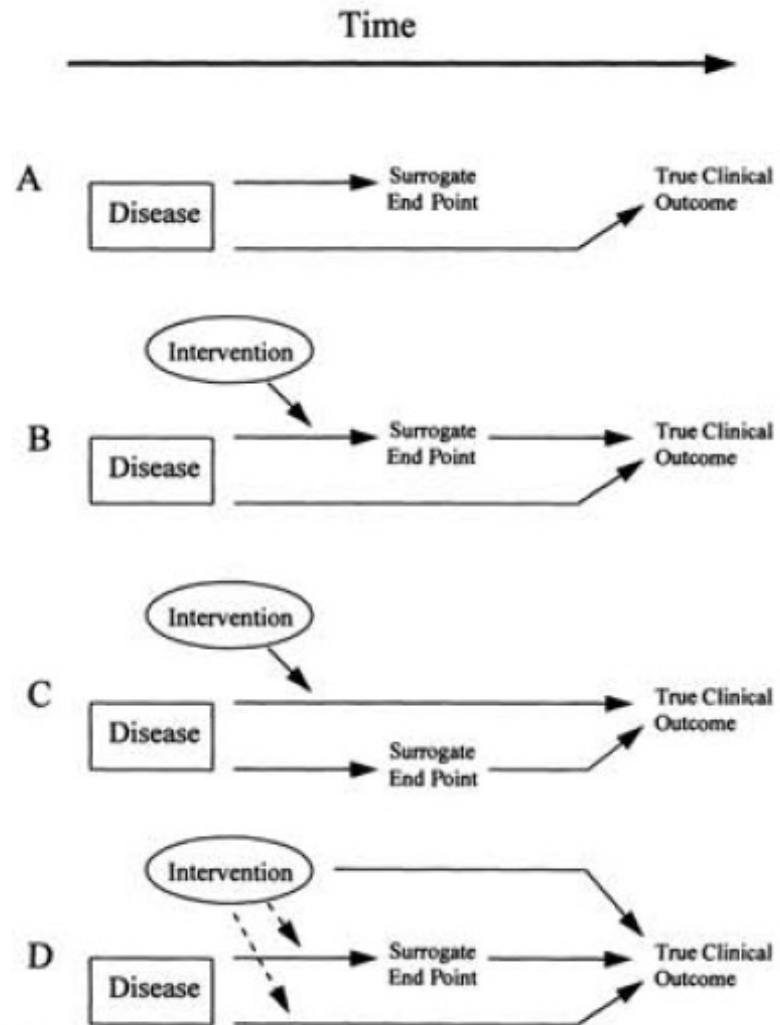 Time
A
Disease
Surrogate
End Point
True Clinical
Outcome
Intervention
B
Disease
Surrogate
End Point
True Clinical
Outcome
Intervention
C
Disease
True Clinical
Outcome
Surrogate
End Point
Intervention
D
Disease
Surrogate
End Point
True Clinical
Outcome